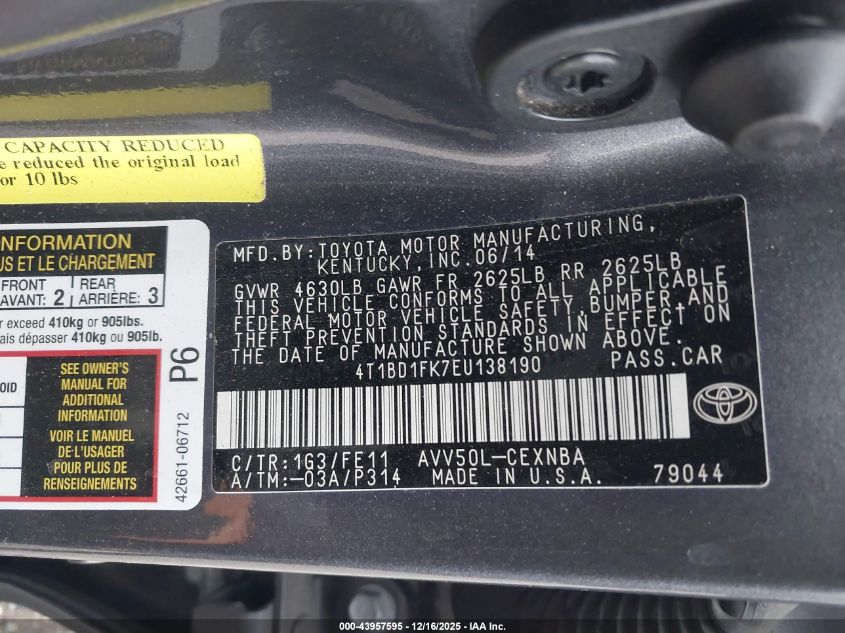 CAPACITY REDUCED
reduced the original load
or 10 lbs
INFORMATION
US ET LE CHARGEMENT
FRONT
AVANT: 2
REAR
ARRIÈRE: 3
r exceed 410kg or 905lbs.
ais dépasser 410kg ou 905lb.
SEE OWNER'S
MANUAL FOR
ADDITIONAL
INFORMATION
VOIR LE MANUEL
DE L'USAGER
POUR PLUS DE
RENSEIGNEMENTS
OID
P6
42661-06712
MFD.BY:TOYOTA MOTOR MANUFACTURING,
KENTUCKY,INC.06/14
GVWR 4630LB GAWR FR 2625LB RR 2625LB
THIS VEHICLE CONFORMS TO ALL APPLICABLE
FEDERAL MOTOR VEHICLE SAFETY,BUMPER,AND
THEFT PREVENTION STANDARDS IN EFFECT ON
THE DATE OF MANUFACTURE SHOWN ABOVE.
4T1BD1FK7EU138190 PASS.CAR
C/TR:1G3/FE11 AVV50L-CEXNBA
A/TM:-03A/P314 MADE IN U.S.A. 79044
000-43957595 - 12/16/2025 - IAA Inc.